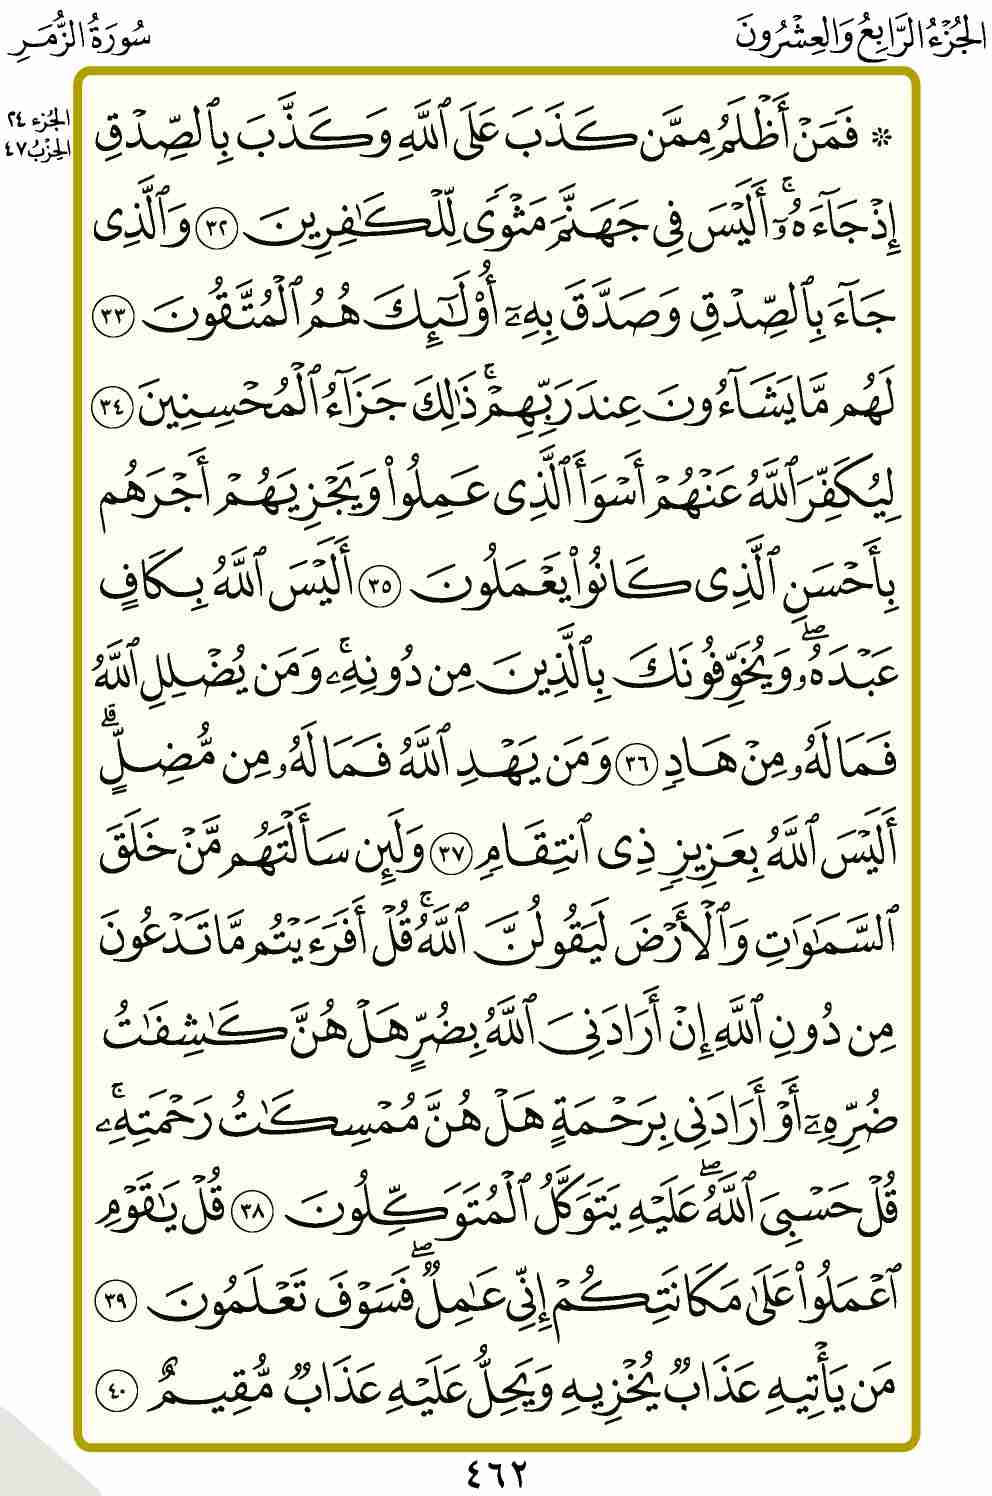 الجُزْءُ الرَّابِعُ وَالعِشْرُونَ
سُورَةُ الزُّمَرِ
الجُزء ٢٤
الحِزْبُ ٤٧
۞ فَمَنْ أَظْلَمُ مِمَّن كَذَبَ عَلَى ٱللَّهِ وَكَذَّبَ بِٱلصِّدْقِ
إِذْ جَآءَهُۥٓۚ أَلَيْسَ فِي جَهَنَّمَ مَثْوًى لِّلْكَٰفِرِينَ ٣٢ وَٱلَّذِى
جَآءَ بِٱلصِّدْقِ وَصَدَّقَ بِهِۦٓ أُو۟لَٰٓئِكَ هُمُ ٱلْمُتَّقُونَ ٣٣
لَهُم مَّا يَشَآءُونَ عِندَ رَبِّهِمْۚ ذَٰلِكَ جَزَآءُ ٱلْمُحْسِنِينَ ٣٤
لِيُكَفِّرَ ٱللَّهُ عَنْهُمْ أَسْوَأَ ٱلَّذِى عَمِلُوا۟ وَيَجْزِيَهُمْ أَجْرَهُم
بِأَحْسَنِ ٱلَّذِى كَانُوا۟ يَعْمَلُونَ ٣٥ أَلَيْسَ ٱللَّهُ بِكَافٍ
عَبْدَهُۥۖ وَيُخَوِّفُونَكَ بِٱلَّذِينَ مِن دُونِهِۦۚ وَمَن يُضْلِلِ ٱللَّهُ
فَمَا لَهُۥ مِنْ هَادٍ ٣٦ وَمَن يَهْدِ ٱللَّهُ فَمَا لَهُۥ مِن مُّضِلٍّۗ
أَلَيْسَ ٱللَّهُ بِعَزِيزٍ ذِى ٱنتِقَامٍ ٣٧ وَلَئِن سَأَلْتَهُم مَّنْ خَلَقَ
ٱلسَّمَٰوَٰتِ وَٱلْأَرْضَ لَيَقُولُنَّ ٱللَّهُۚ قُلْ أَفَرَءَيْتُم مَّا تَدْعُونَ
مِن دُونِ ٱللَّهِ إِنْ أَرَادَنِىَ ٱللَّهُ بِضُرٍّ هَلْ هُنَّ كَٰشِفَٰتُ
ضُرِّهِۦٓ أَوْ أَرَادَنِى بِرَحْمَةٍ هَلْ هُنَّ مُمْسِكَٰتُ رَحْمَتِهِۦۚ
قُلْ حَسْبِىَ ٱللَّهُۖ عَلَيْهِ يَتَوَكَّلُ ٱلْمُتَوَكِّلُونَ ٣٨ قُلْ يَٰقَوْمِ
ٱعْمَلُوا۟ عَلَىٰ مَكَانَتِكُمْ إِنِّى عَٰمِلٌۖ فَسَوْفَ تَعْلَمُونَ ٣٩
مَن يَأْتِيهِ عَذَابٌ يُخْزِيهِ وَيَحِلُّ عَلَيْهِ عَذَابٌ مُّقِيمٌ ٤٠
٤٦٢